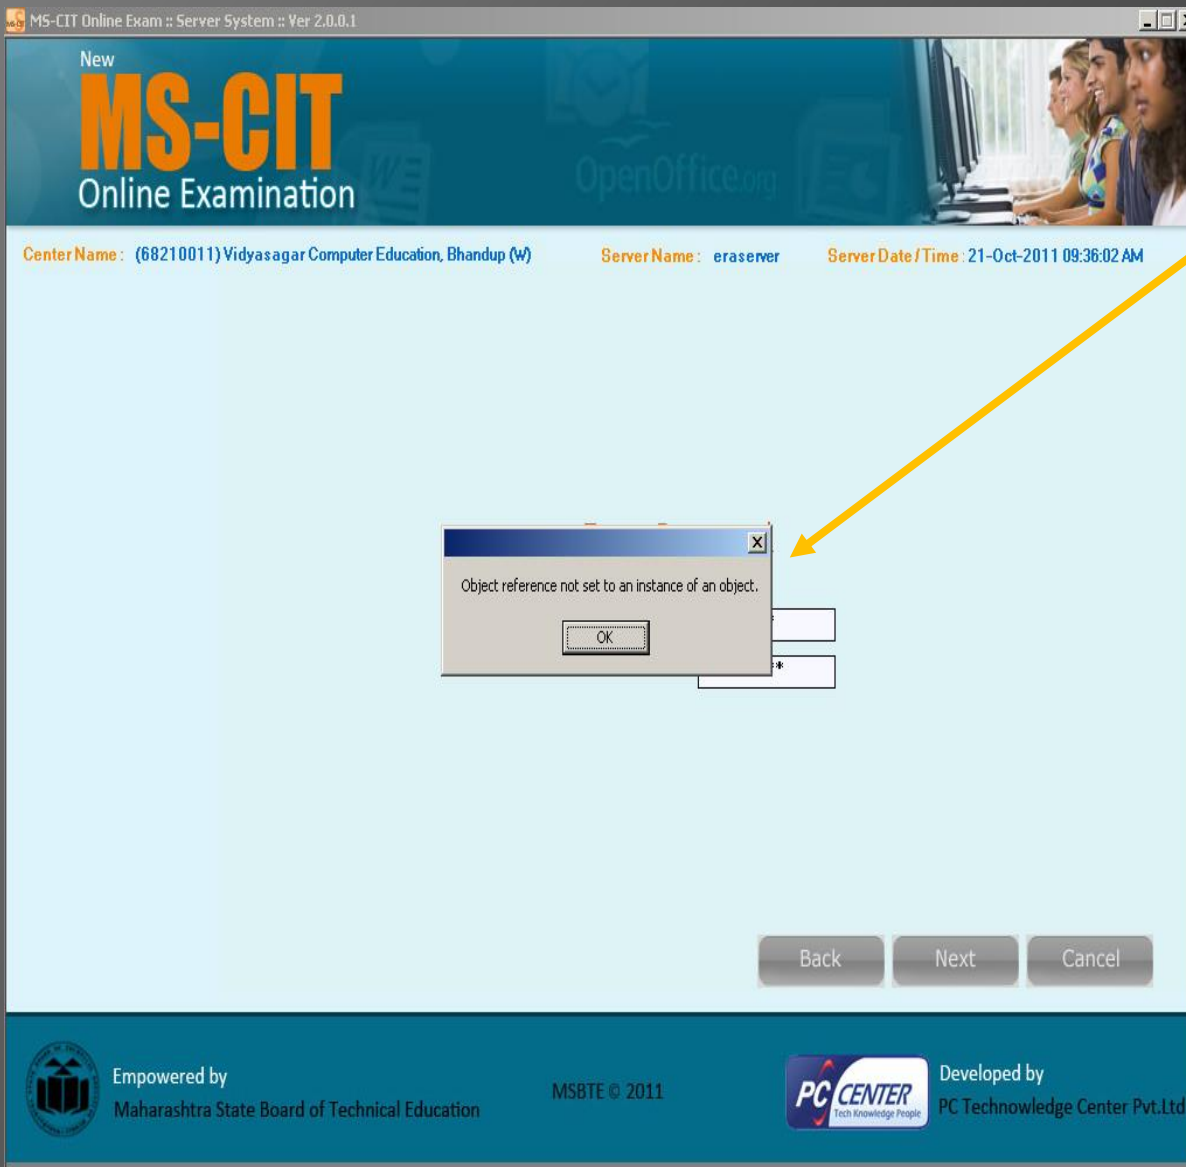 MS-CIT Online Exam :: Server System :: Ver 2.0.0.1
New
MS-CIT
Online Examination
OpenOffice.org
Center Name : (68210011) Vidyasagar Computer Education, Bhandup (W) Server Name : eraserver Server Date / Time : 21-Oct-2011 09:36:02 AM
Object reference not set to an instance of an object.
OK
*
**
Back Next Cancel
Empowered by
Maharashtra State Board of Technical Education
MSBTE © 2011
PC CENTER
Tech Knowledge People
Developed by
PC Technowledge Center Pvt.Ltd